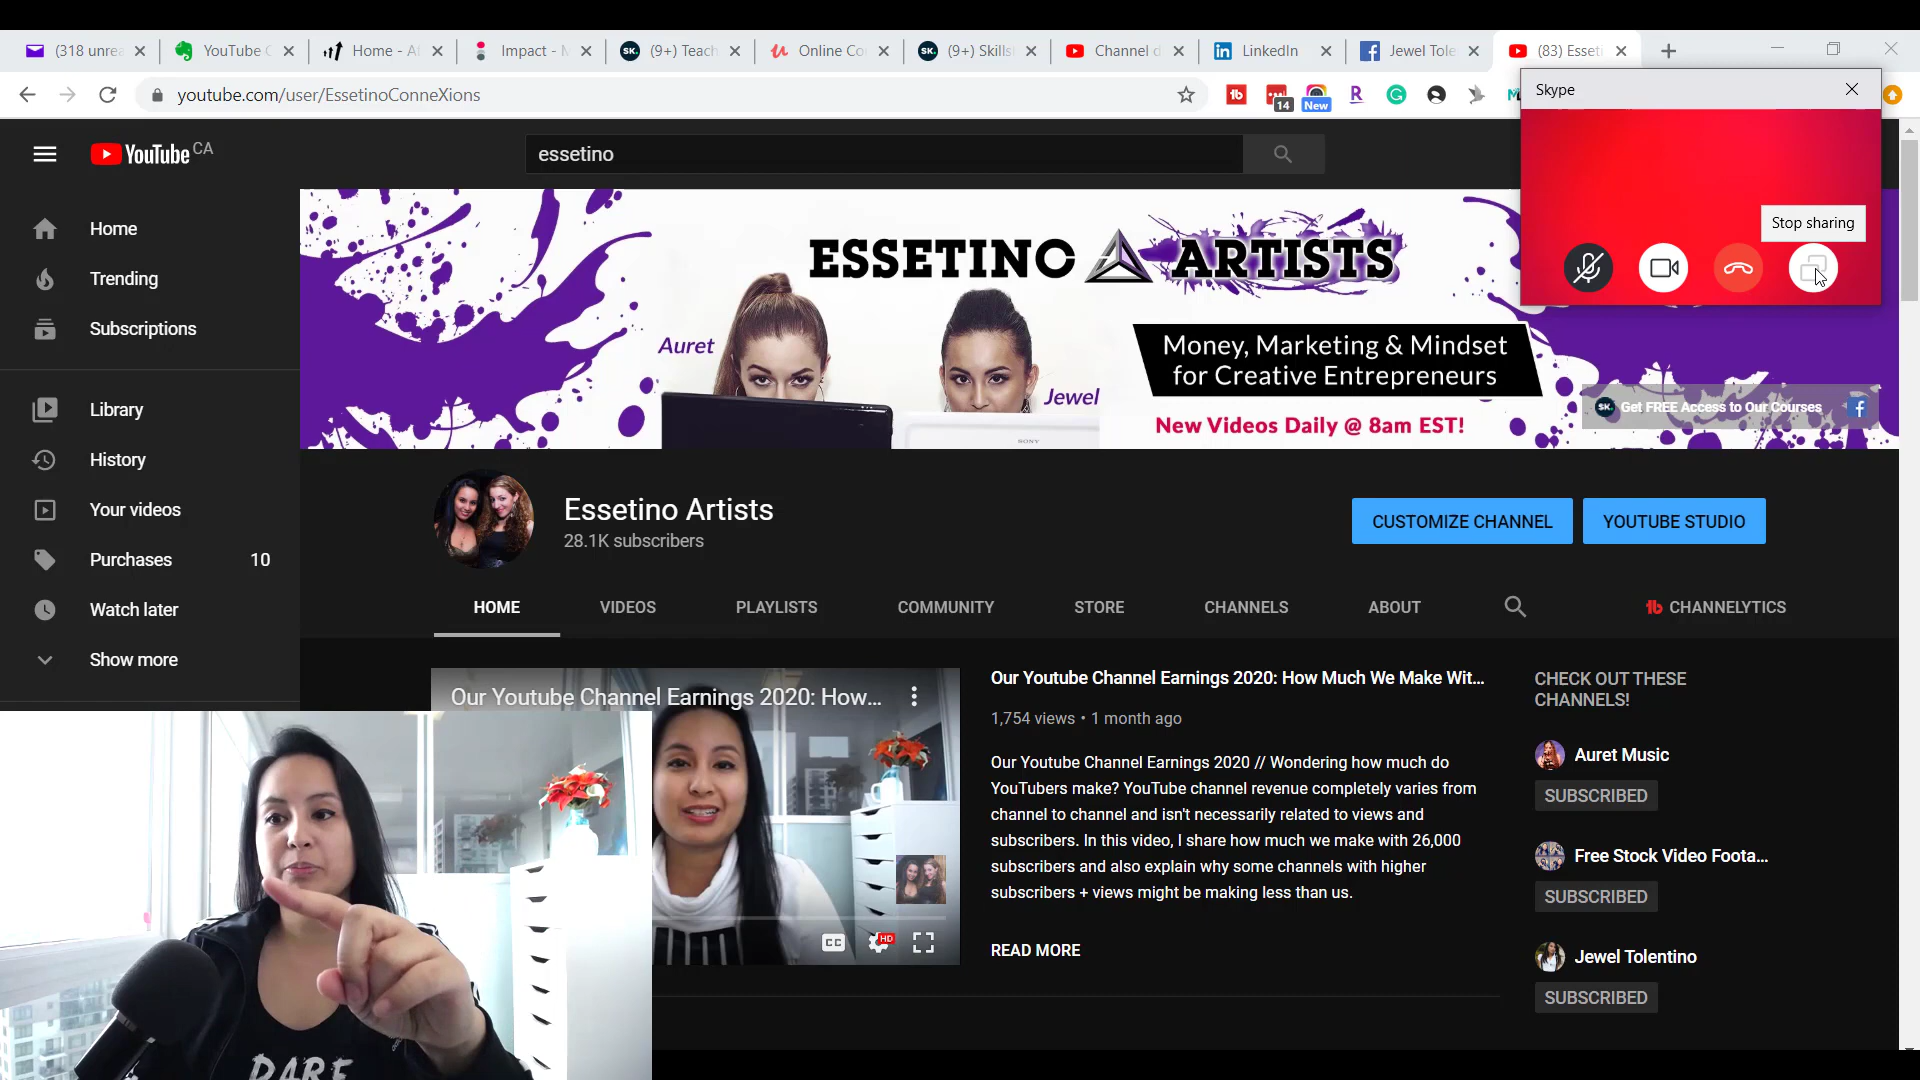 (318 unrea
YouTube C
Home - Af
Impact -
(9+) Teach
Online Co
(9+) Skills
Channel d
LinkedIn
Jewel Tole
(83) Esseti
youtube.com/user/EssetinoConneXions
14
New
Skype
YouTube CA
essetino
Stop sharing
Home
Trending
Subscriptions
Library
History
Your videos
Purchases 10
Watch later
Show more
ESSETINO ARTISTS
Auret
Jewel
SONY
Money, Marketing & Mindset
for Creative Entrepreneurs
New Videos Daily @ 8am EST!
SK. Get FREE Access to Our Courses
Essetino Artists
28.1K subscribers
CUSTOMIZE CHANNEL
YOUTUBE STUDIO
HOME
VIDEOS
PLAYLISTS
COMMUNITY
STORE
CHANNELS
ABOUT
CHANNELYTICS
Our Youtube Channel Earnings 2020: How...
CC
HD
Our Youtube Channel Earnings 2020: How Much We Make Wit...
1,754 views • 1 month ago
Our Youtube Channel Earnings 2020 // Wondering how much do
YouTubers make? YouTube channel revenue completely varies from
channel to channel and isn't necessarily related to views and
subscribers. In this video, I share how much we make with 26,000
subscribers and also explain why some channels with higher
subscribers + views might be making less than us.
READ MORE
CHECK OUT THESE
CHANNELS!
Auret Music
SUBSCRIBED
Free Stock Video Foota...
SUBSCRIBED
Jewel Tolentino
SUBSCRIBED
DARE